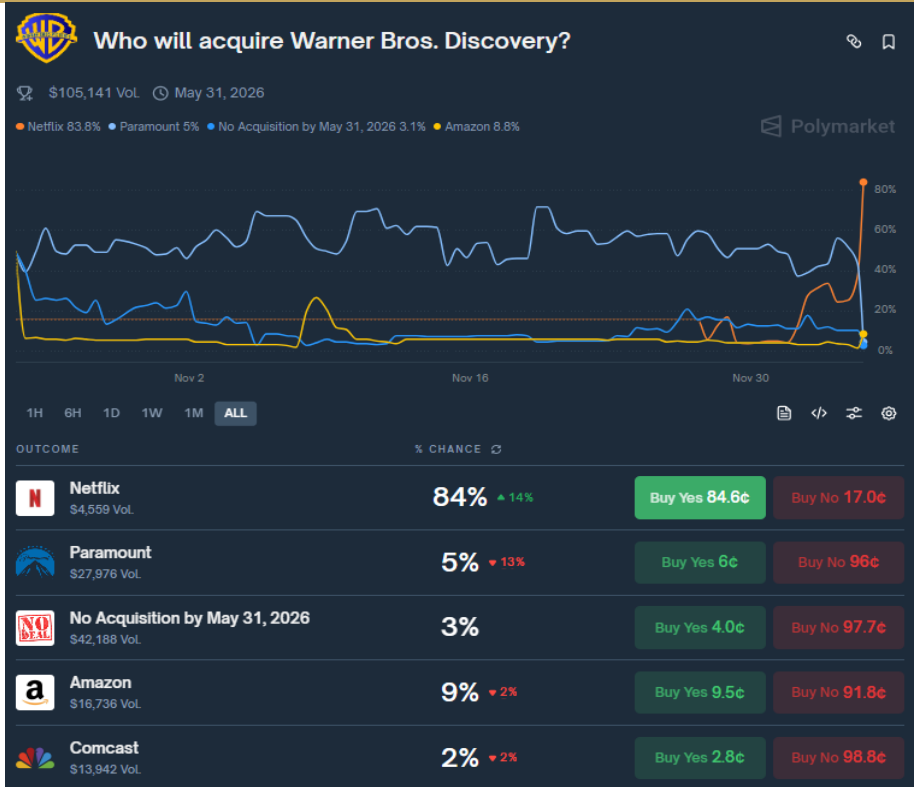 WB
Who will acquire Warner Bros. Discovery?
$105,141 Vol. May 31, 2026
Netflix 83.8% Paramount 5% No Acquisition by May 31, 2026 3.1% Amazon 8.8%
Polymarket
80%
60%
40%
20%
0%
Nov 2 Nov 16 Nov 30
1H 6H 1D 1W 1M ALL
OUTCOME % CHANCE
N
Netflix 84% 14% Buy Yes 84.6¢ Buy No 17.0¢
$4,559 Vol.
Paramount 5% 13% Buy Yes 6¢ Buy No 96¢
$27,976 Vol.
NO DEAL
No Acquisition by May 31, 2026 3% Buy Yes 4.0¢ Buy No 97.7¢
$42,188 Vol.
a
Amazon 9% 2% Buy Yes 9.5¢ Buy No 91.8¢
$16,736 Vol.
Comcast 2% 2% Buy Yes 2.8¢ Buy No 98.8¢
$13,942 Vol.